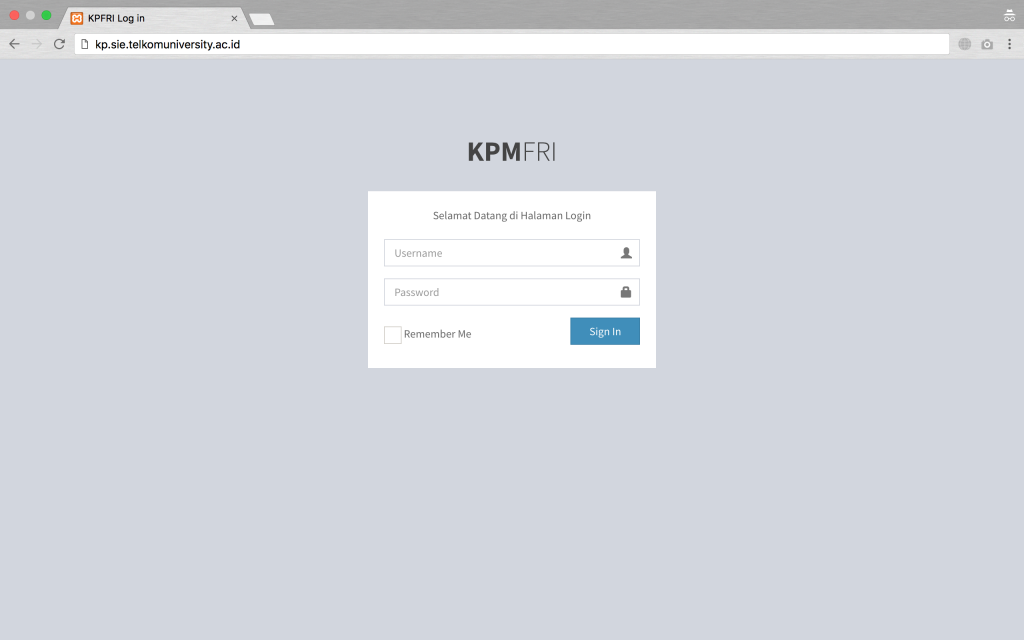 KPFRI Log in
kp.sie.telkomuniversity.ac.id
KPMFRI
Selamat Datang di Halaman Login
Username
Password
Remember Me
Sign In